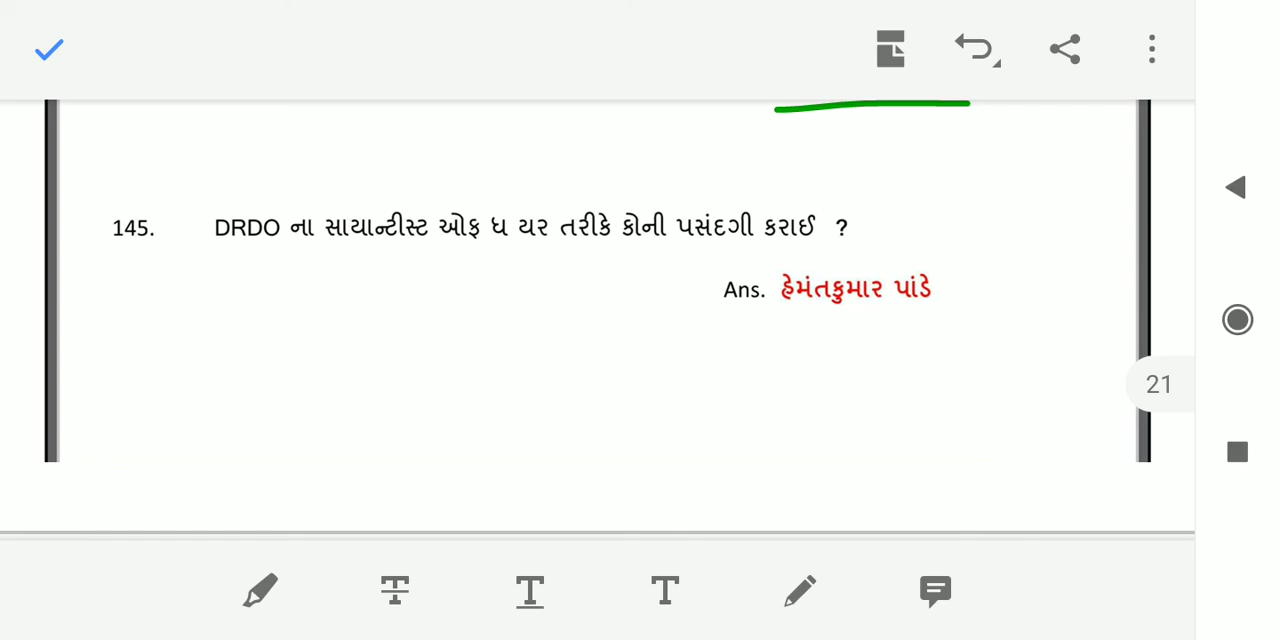 145. DRDO ના સાયાન્ટીસ્ટ ઓફ ધ યર તરીકે કોની પસંદગી કરાઈ ?
Ans. હેમંતકુમાર પાંડે
21